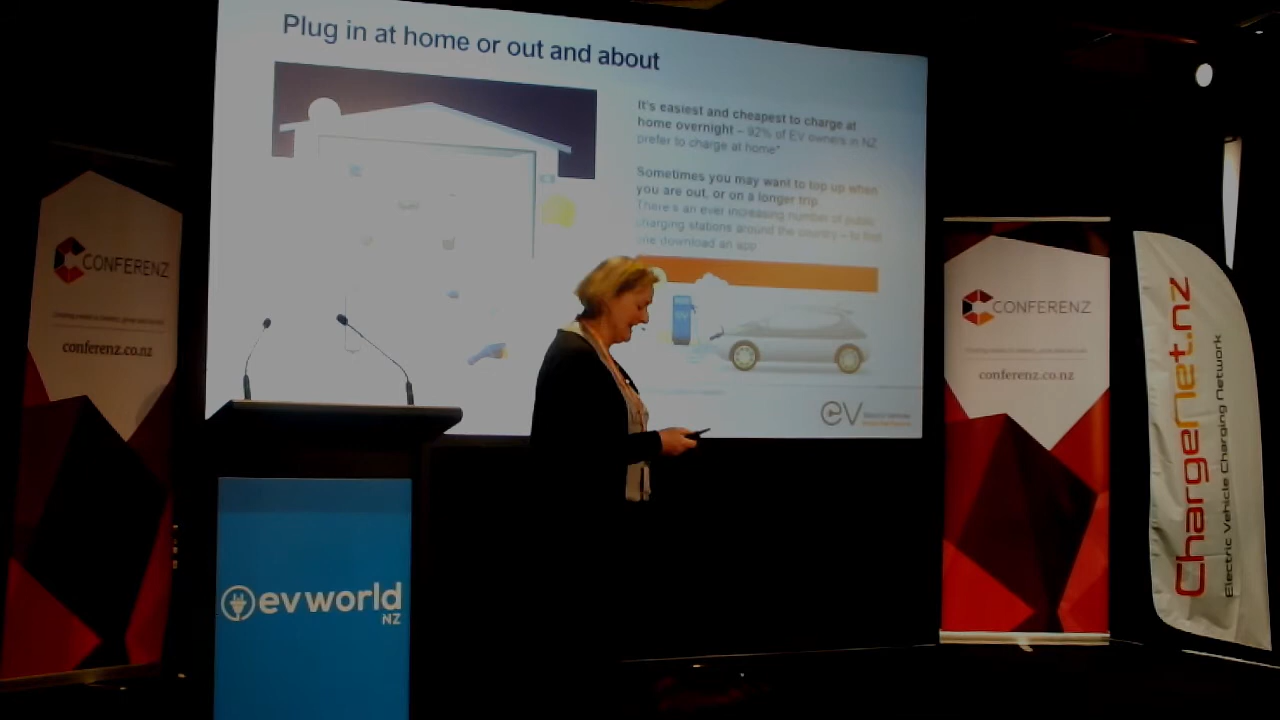 Plug in at home or out and about
It's easiest and cheapest to charge at
home overnight – 92% of EV owners in NZ
prefer to charge at home*
Sometimes you may want to top up when
you are out, or on a longer trip
There's an ever increasing number of public
charging stations around the country – to find
one download an app
EV
ev
CONFERENZ
conferenz.co.nz
evworld
NZ
CONFERENZ
conferenz.co.nz
ChargeNet.nz
Electric Vehicle Charging Network